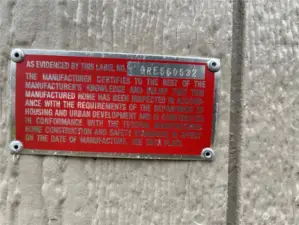 AS EVIDENCED BY THIS LABEL NO. ORE560532
THE MANUFACTURER CERTIFIES TO THE BEST OF THE
MANUFACTURER'S KNOWLEDGE AND BELIEF THAT THIS
MANUFACTURED HOME HAS BEEN INSPECTED IN ACCORD-
ANCE WITH THE REQUIREMENTS OF THE DEPARTMENT OF
HOUSING AND URBAN DEVELOPMENT AND IS CONSTRUCTED
IN CONFORMANCE WITH THE FEDERAL MANUFACTURED
HOME CONSTRUCTION AND SAFETY STANDARDS IN EFFECT
ON THE DATE OF MANUFACTURE. SEE DATA PLATE.